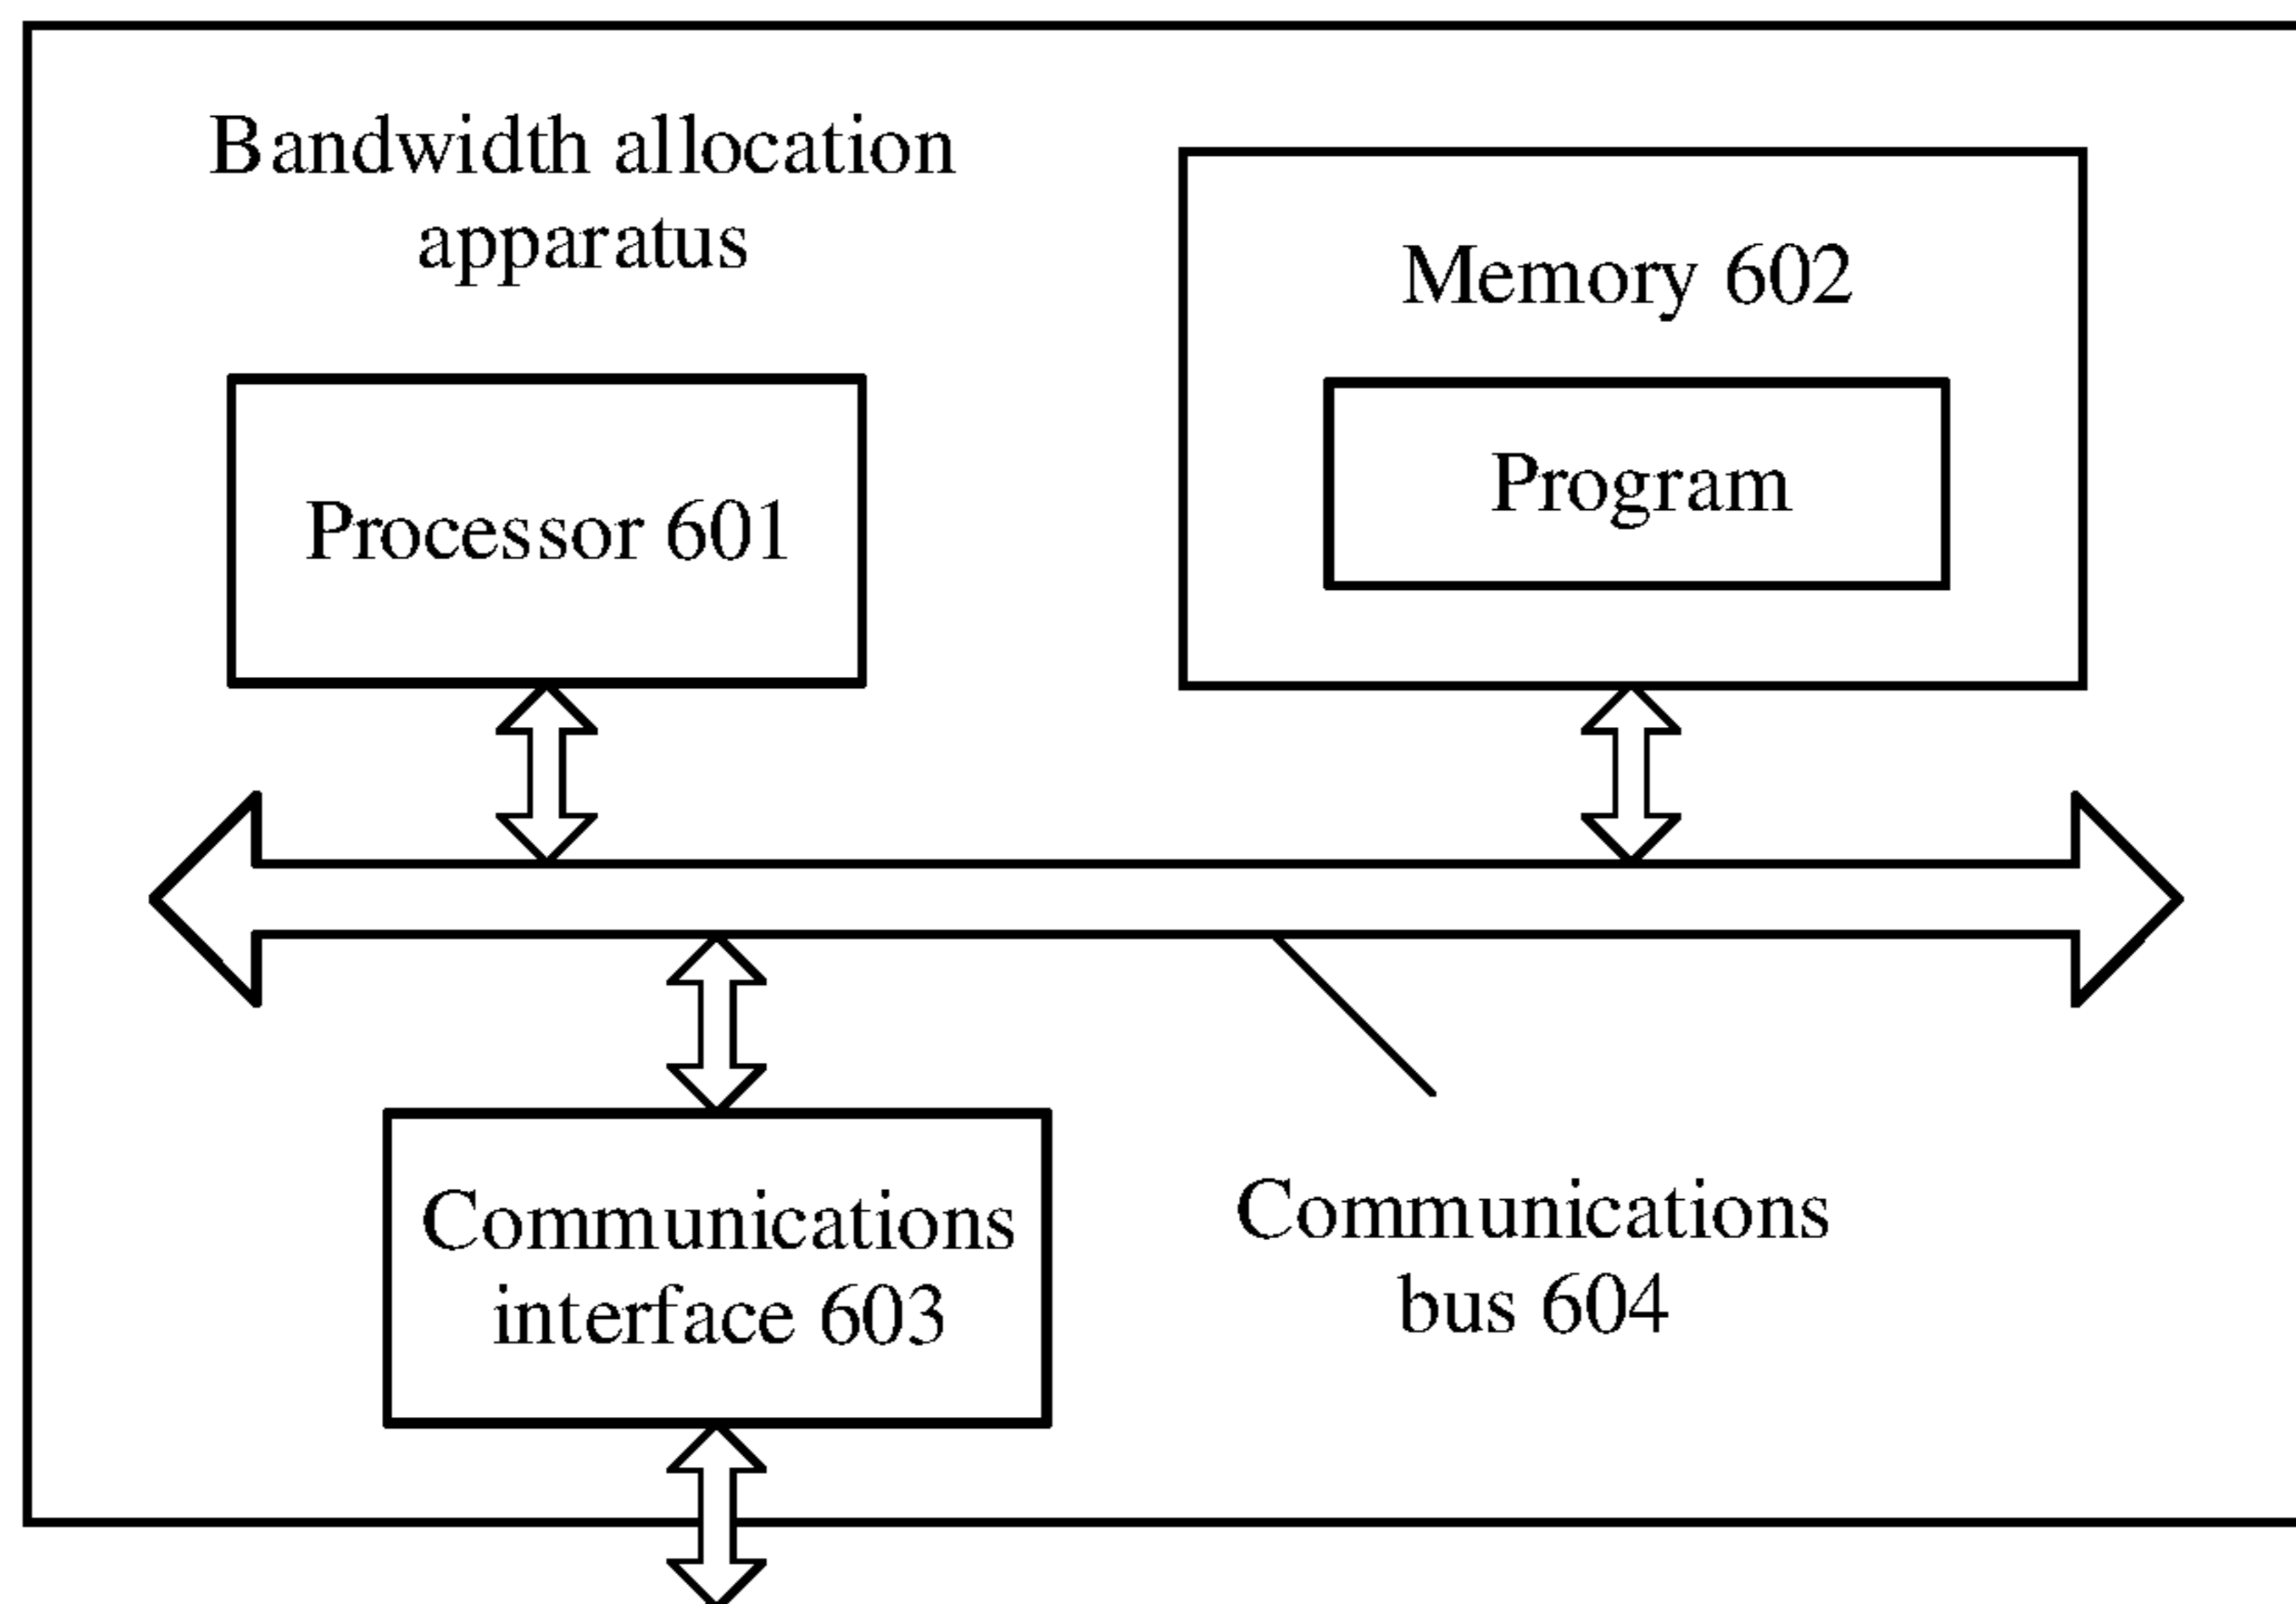 Bandwidth allocation
apparatus
Memory 602
Program
Processor 601
Communications
interface 603
Communications
bus 604